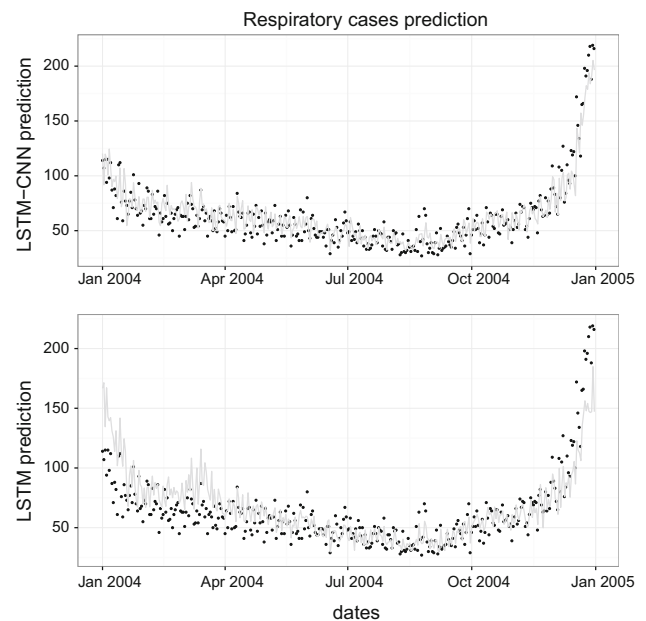 Respiratory cases prediction
LSTM−CNN prediction
200
150
100
50
Jan 2004 Apr 2004 Jul 2004 Oct 2004 Jan 2005
LSTM prediction
200
150
100
50
Jan 2004 Apr 2004 Jul 2004 Oct 2004 Jan 2005
dates